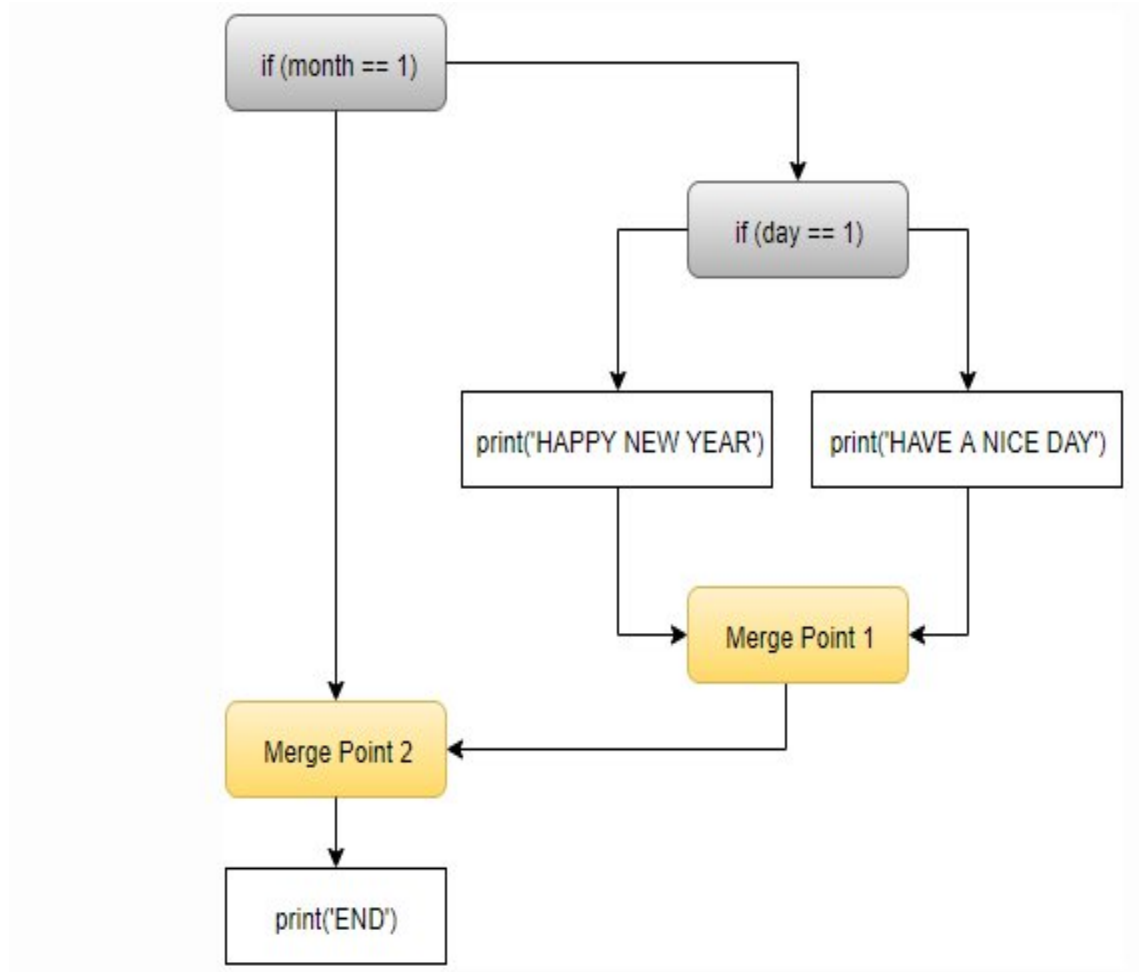 if (month == 1)
if (day == 1)
print('HAPPY NEW YEAR')
print('HAVE A NICE DAY')
Merge Point 1
Merge Point 2
print('END')